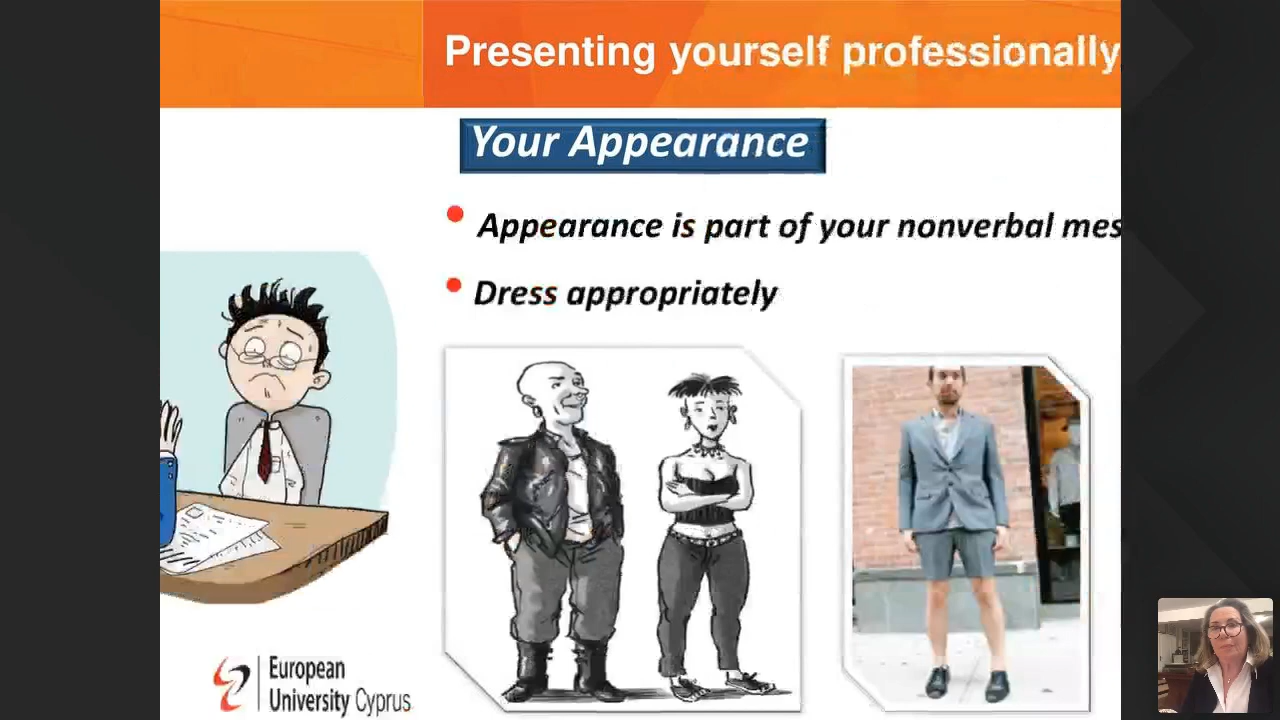 Presenting yourself professionally
Your Appearance
Appearance is part of your nonverbal mes
Dress appropriately
European
University Cyprus